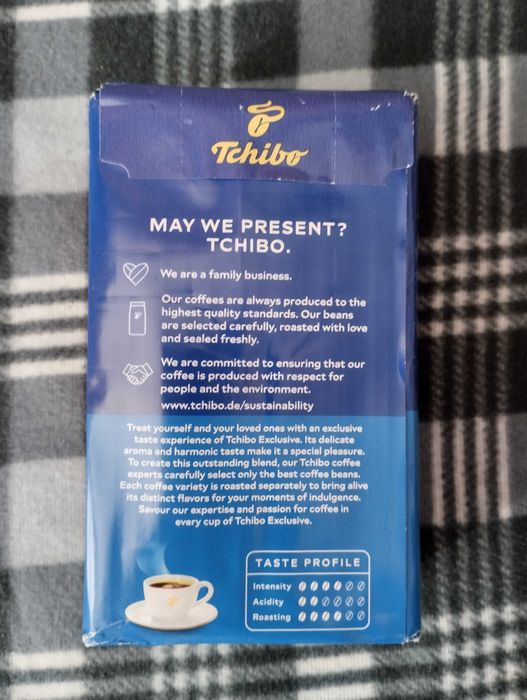 Tchibo
MAY WE PRESENT?
TCHIBO.
We are a family business.
Our coffees are always produced to the
highest quality standards. Our beans
are selected carefully, roasted with love
and sealed freshly.
We are committed to ensuring that our
coffee is produced with respect for
people and the environment.
www.tchibo.de/sustainability
Treat yourself and your loved ones with an exclusive
taste experience of Tchibo Exclusive. Its delicate
aroma and harmonic taste make it a special pleasure.
To create this outstanding blend, our Tchibo coffee
experts carefully select only the best coffee beans.
Each coffee variety is roasted separately to bring alive
its distinct flavors for your moments of indulgence.
Savour our expertise and passion for coffee in
every cup of Tchibo Exclusive.
TASTE PROFILE
Intensity
Acidity
Roasting